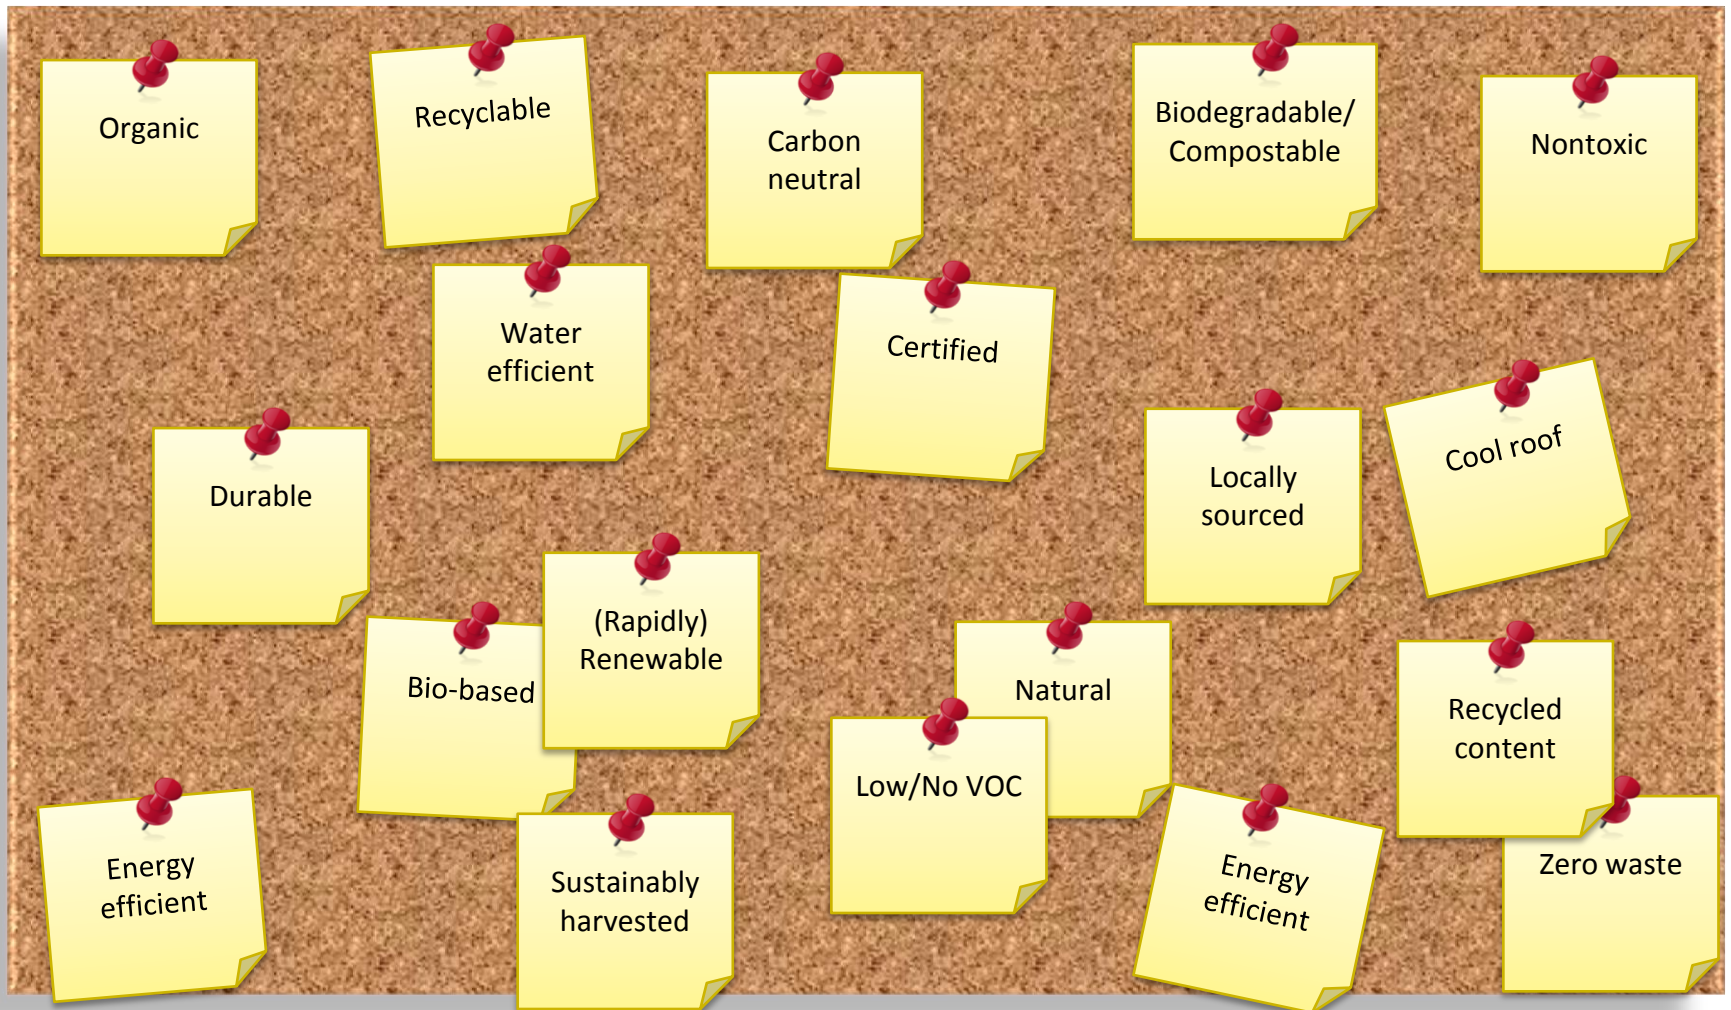 Organic
Recyclable
Carbon
neutral
Biodegradable/
Compostable
Nontoxic
Water
efficient
Certified
Durable
Locally
sourced
Cool roof
(Rapidly)
Renewable
Bio-based
Natural
Recycled
content
Low/No VOC
Energy
efficient
Sustainably
harvested
Energy
efficient
Zero waste